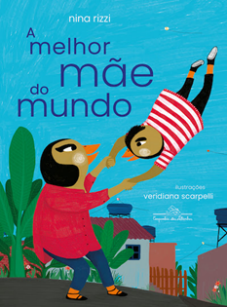 nina rizzi
A
melhor
mãe
do
mundo
ilustrações
veridiana scarpelli